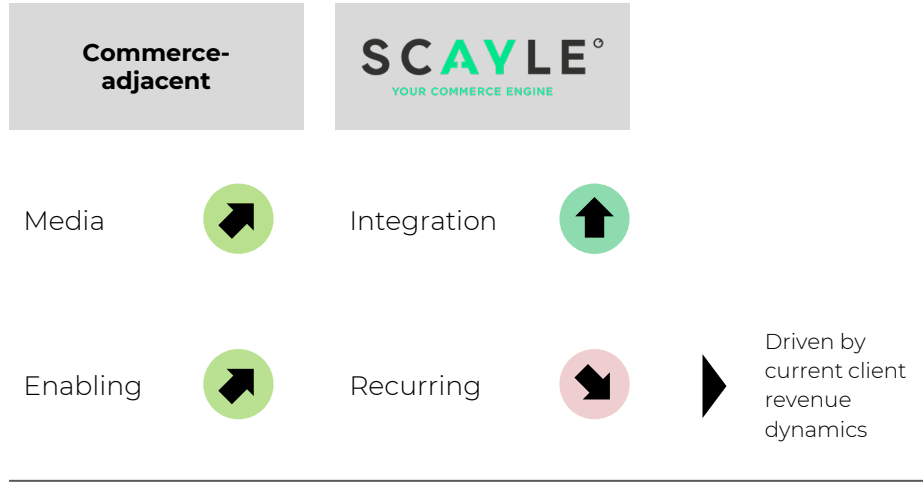 Commerce-
adjacent
SCAYLE
YOUR COMMERCE ENGINE
Media
Integration
Enabling
Recurring
Driven by
current client
revenue
dynamics